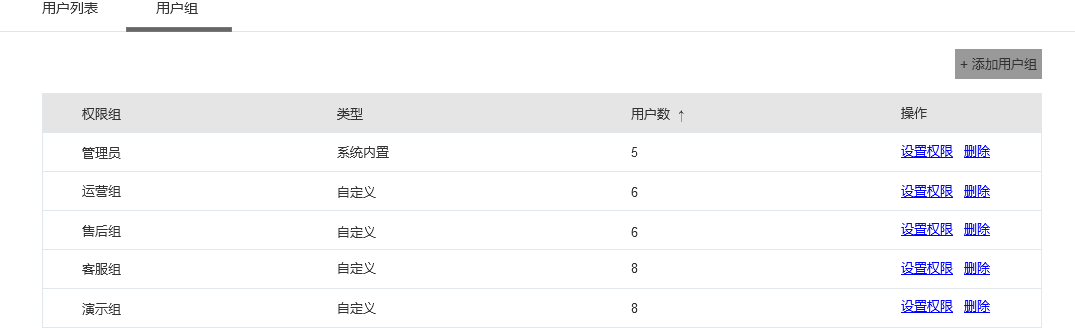 用户列表 用户组
+ 添加用户组
权限组 类型 用户数 ↑ 操作
管理员 系统内置 5 设置权限 删除
运营组 自定义 6 设置权限 删除
售后组 自定义 6 设置权限 删除
客服组 自定义 8 设置权限 删除
演示组 自定义 8 设置权限 删除